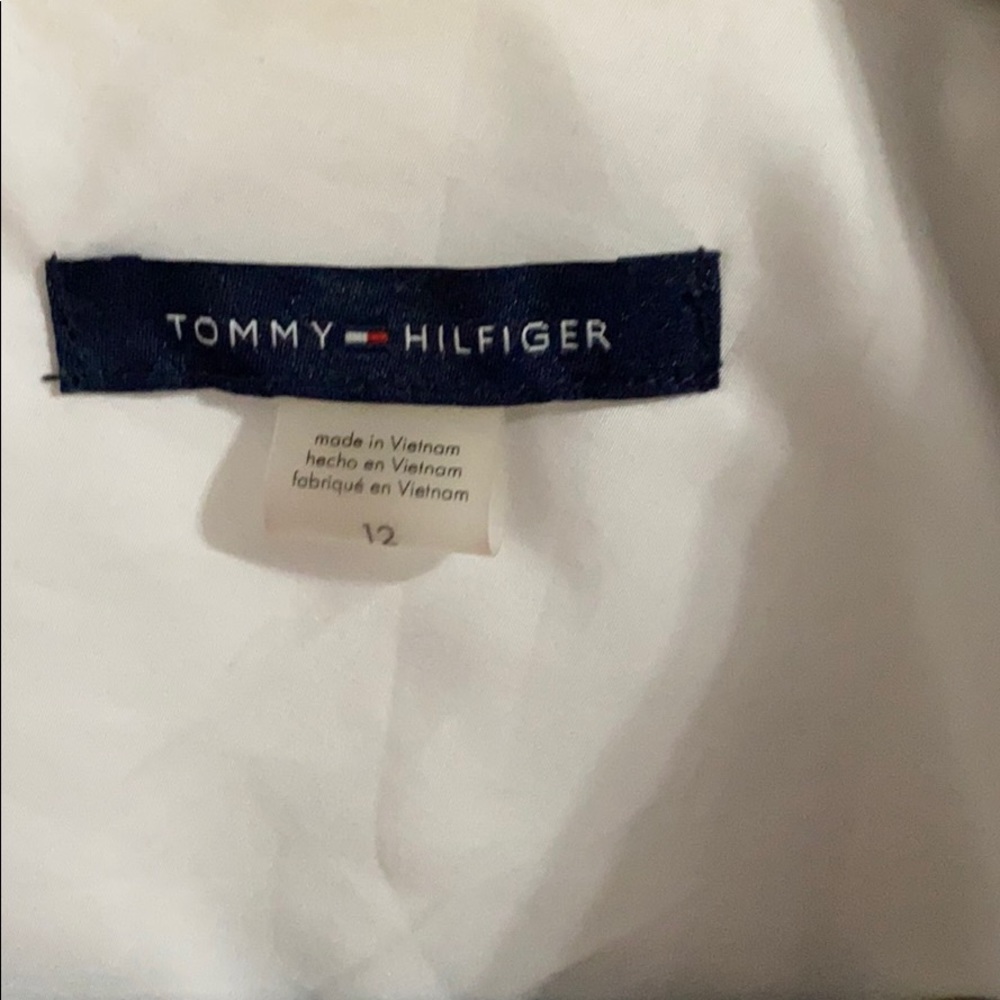 TOMMY HILFIGER
made in Vietnam
hecho en Vietnam
fabriqué en Vietnam
12